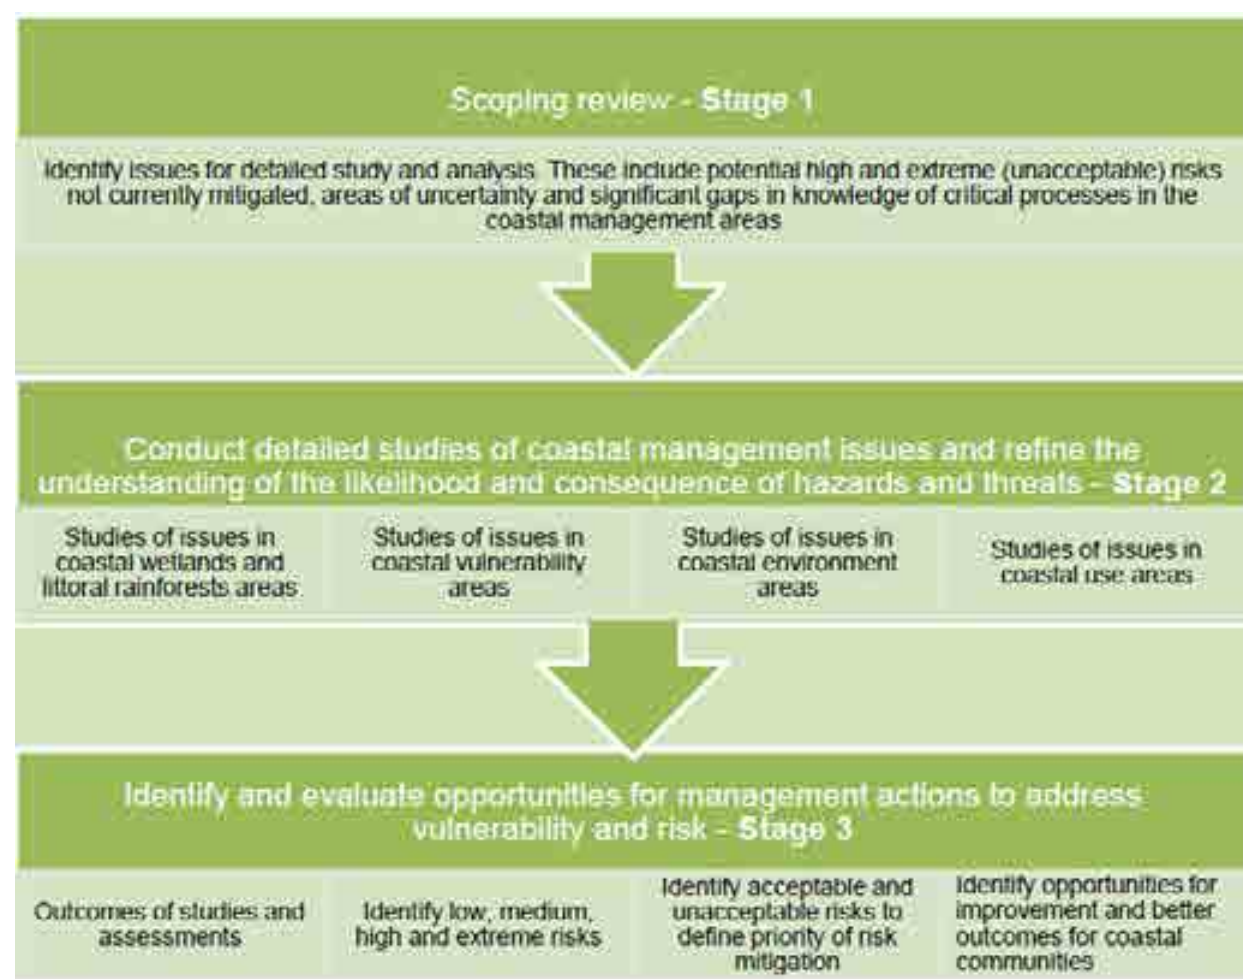 Scoping review - Stage 1
Identify issues for detailed study and analysis. These include potential high and extreme (unacceptable) risks
not currently mitigated, areas of uncertainty and significant gaps in knowledge of critical processes in the
coastal management areas
Conduct detailed studies of coastal management issues and refine the
understanding of the likelihood and consequence of hazards and threats - Stage 2
Studies of issues in
coastal wetlands and
littoral rainforests areas
Studies of issues in
coastal vulnerability
areas
Studies of issues in
coastal environment
areas
Studies of issues in
coastal use areas
Identify and evaluate opportunities for management actions to address
vulnerability and risk - Stage 3
Outcomes of studies and
assessments
Identify low, medium,
high and extreme risks
Identify acceptable and
unacceptable risks to
define priority of risk
mitigation
Identify opportunities for
improvement and better
outcomes for coastal
communities